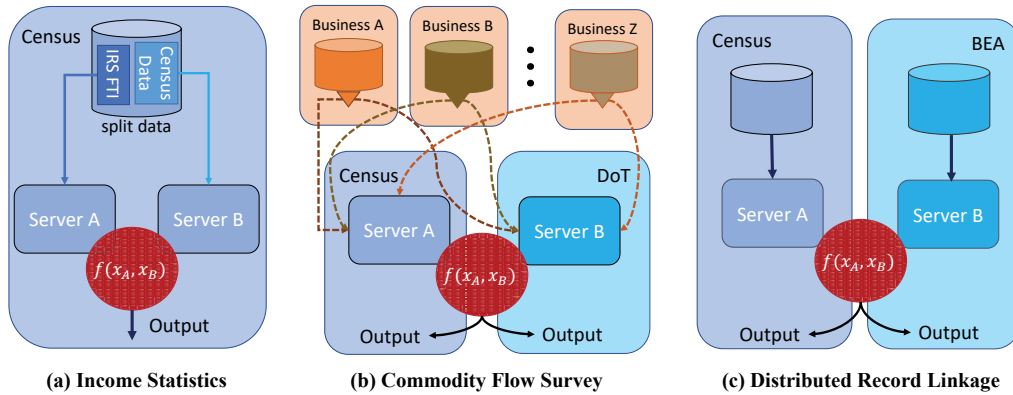 Census
IRS FTI
Census
Data
split data
Server A
Server B
f(x_A, x_B)
Output
(a) Income Statistics
Business A
Business B
Business Z
Census
DoT
Server A
Server B
f(x_A, x_B)
Output
Output
(b) Commodity Flow Survey
Census
BEA
Server A
Server B
f(x_A, x_B)
Output
Output
(c) Distributed Record Linkage